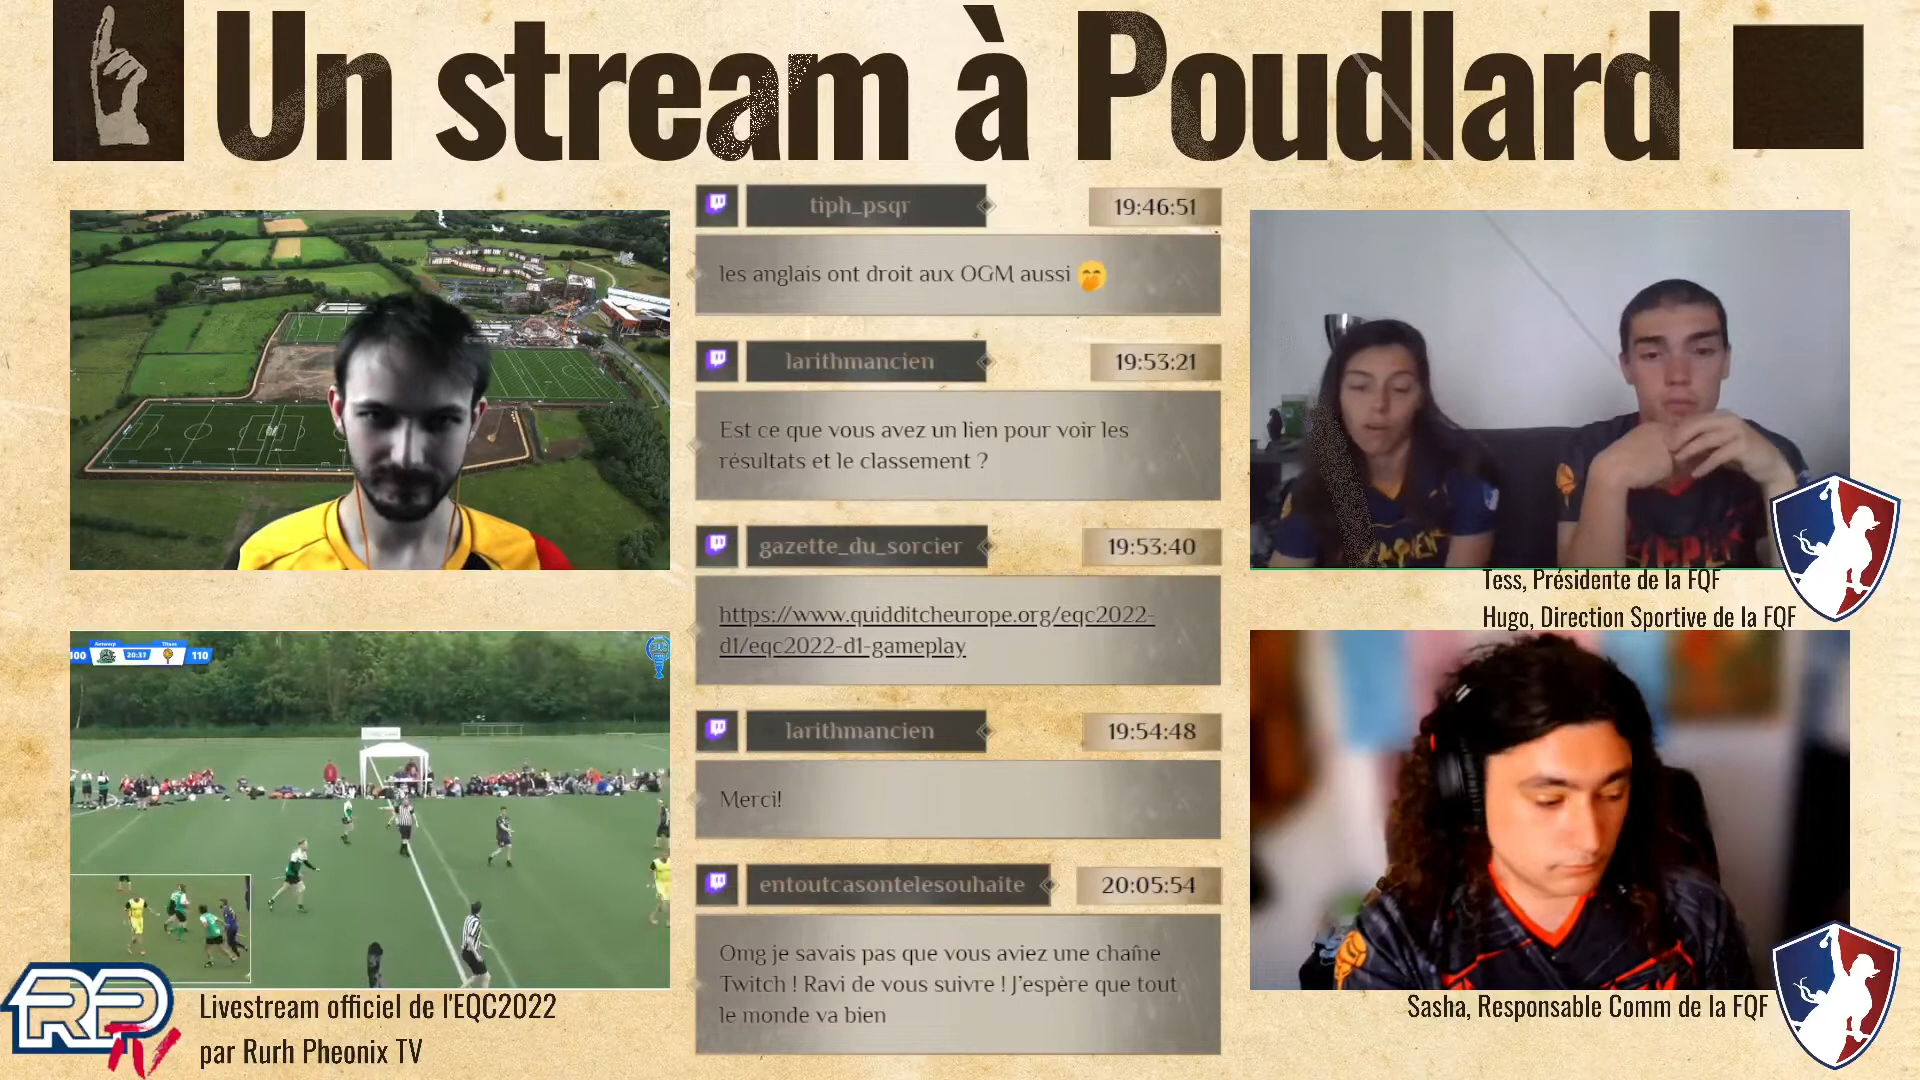 Un stream à Poudlard
tiph_psqr
19:46:51
les anglais ont droit aux OGM aussi
larithmancien
19:53:21
Est ce que vous avez un lien pour voir les
résultats et le classement ?
gazette_du_sorcier
19:53:40
https://www.quidditcheurope.org/eqc2022-
d1/eqc2022-d1-gameplay
larithmancien
19:54:48
Merci!
entoutcasontelesouhaite
20:05:54
Omg je savais pas que vous aviez une chaîne
Twitch ! Ravi de vous suivre ! J'espère que tout
le monde va bien
Tess, Présidente de la FQF
Hugo, Direction Sportive de la FQF
Antwerp
Titans
100
20:37
110
RP
TV
Livestream officiel de l'EQC2022
par Rurh Pheonix TV
Sasha, Responsable Comm de la FQF